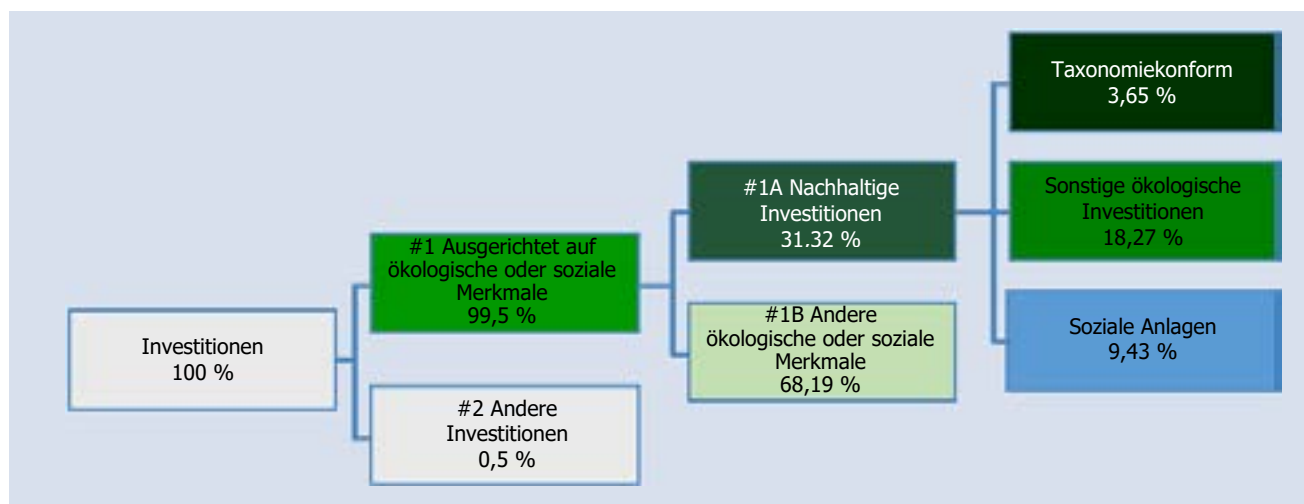 Investitionen
100 %
#1 Ausgerichtet auf
ökologische oder soziale
Merkmale
99,5 %
#2 Andere
Investitionen
0,5 %
#1A Nachhaltige
Investitionen
31.32 %
#1B Andere
ökologische oder soziale
Merkmale
68,19 %
Taxonomiekonform
3,65 %
Sonstige ökologische
Investitionen
18,27 %
Soziale Anlagen
9,43 %